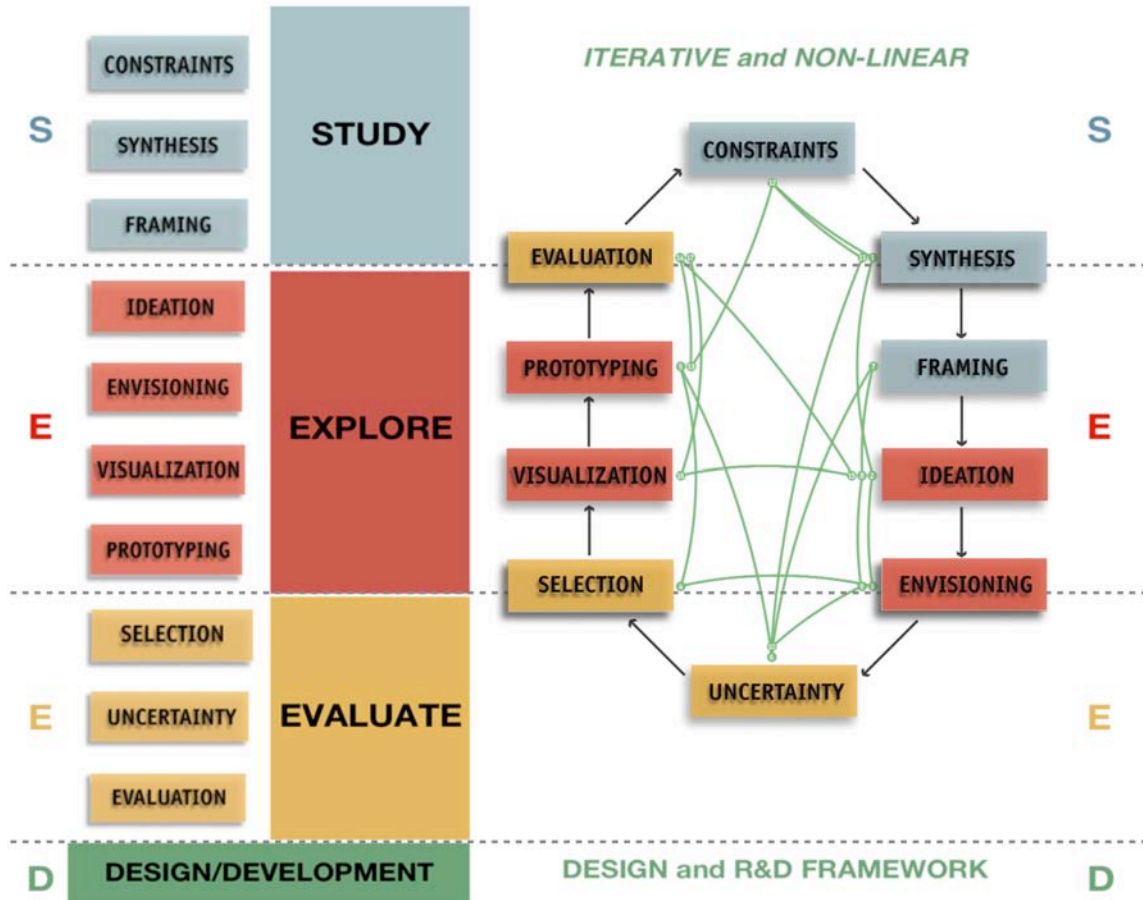 S
CONSTRAINTS
SYNTHESIS
FRAMING
STUDY
E
IDEATION
ENVISIONING
VISUALIZATION
PROTOTYPING
EXPLORE
E
SELECTION
UNCERTAINTY
EVALUATION
EVALUATE
D
DESIGN/DEVELOPMENT
ITERATIVE and NON-LINEAR
CONSTRAINTS
EVALUATION
SYNTHESIS
PROTOTYPING
FRAMING
VISUALIZATION
IDEATION
SELECTION
ENVISIONING
UNCERTAINTY
DESIGN and R&D FRAMEWORK
S
E
E
D